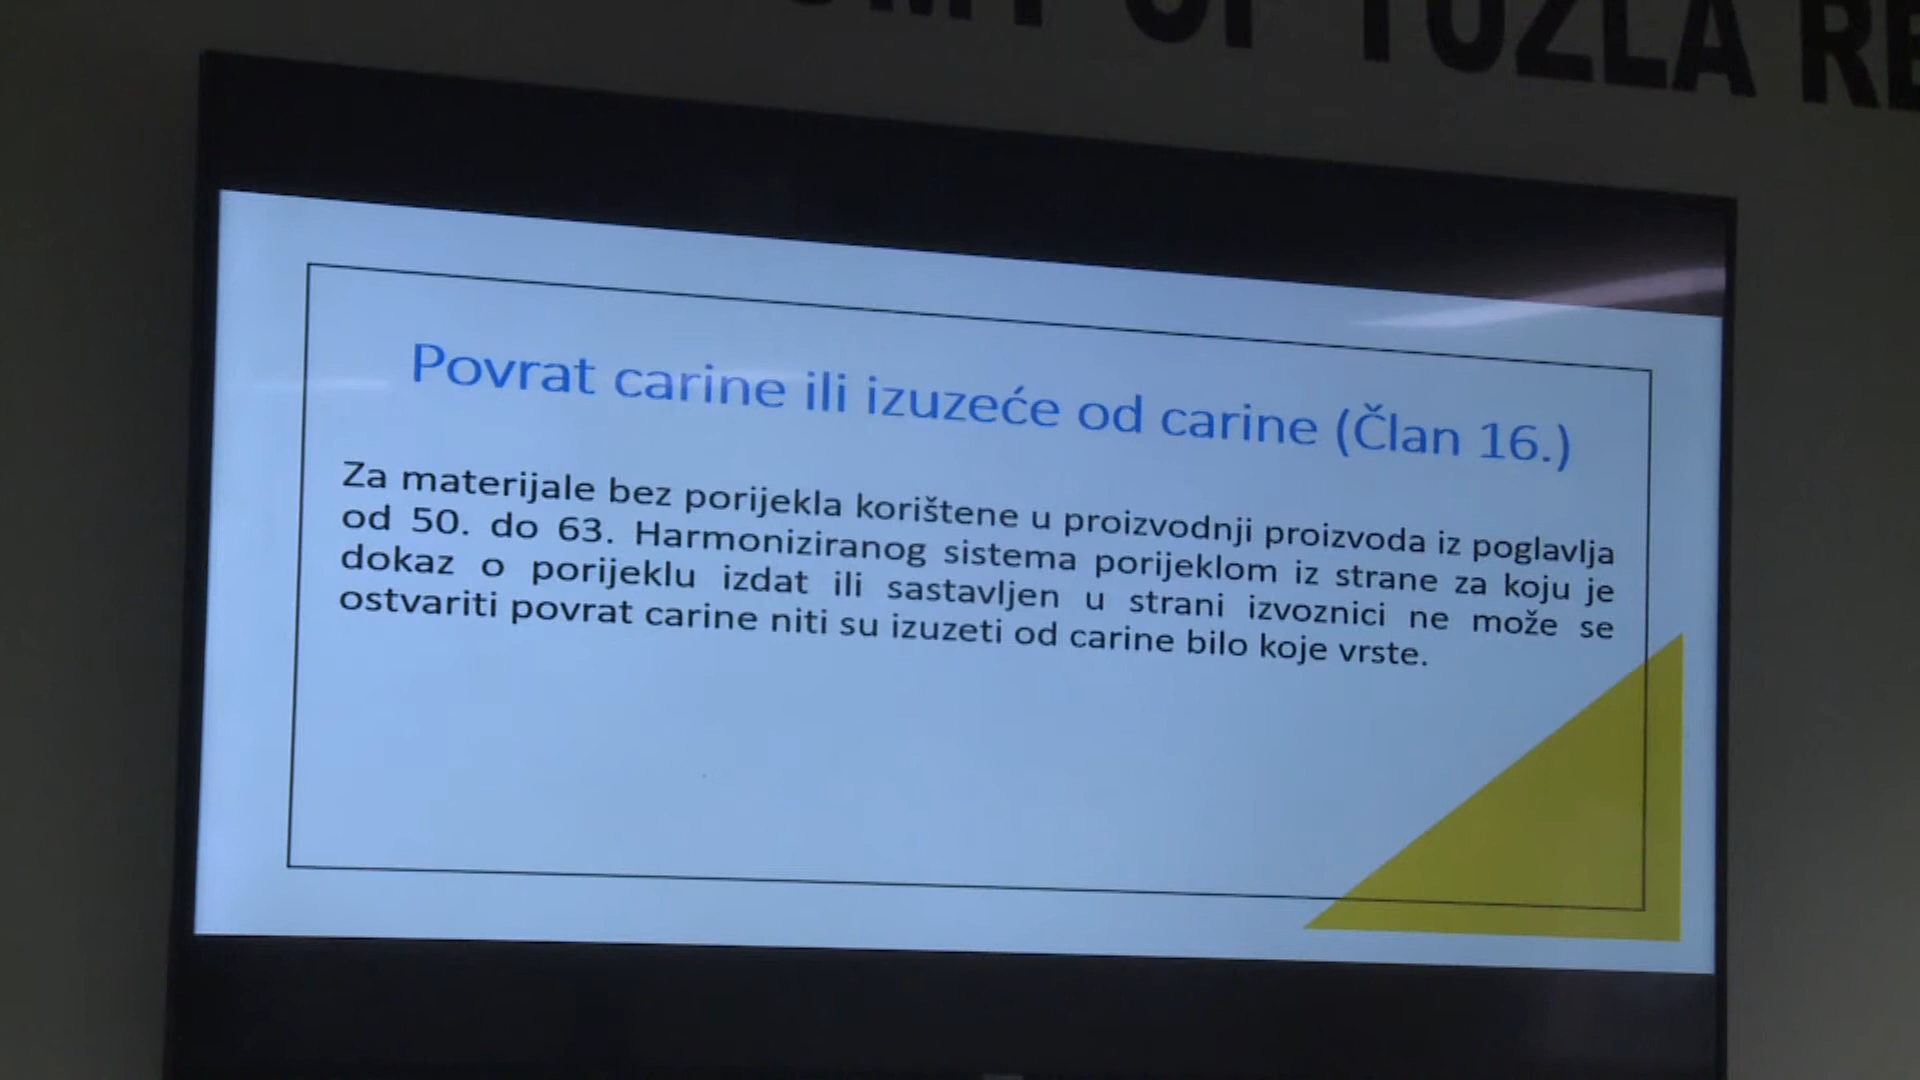 OF TUZLA
Povrat carine ili izuzeće od carine (Član 16.)
Za materijale bez porijekla korištene u proizvodnji proizvoda iz poglavlja
od 50. do 63. Harmoniziranog sistema porijeklom iz strane za koju je
dokaz o porijeklu izdat ili sastavljen u strani izvoznici ne može se
ostvariti povrat carine niti su izuzeti od carine bilo koje vrste.